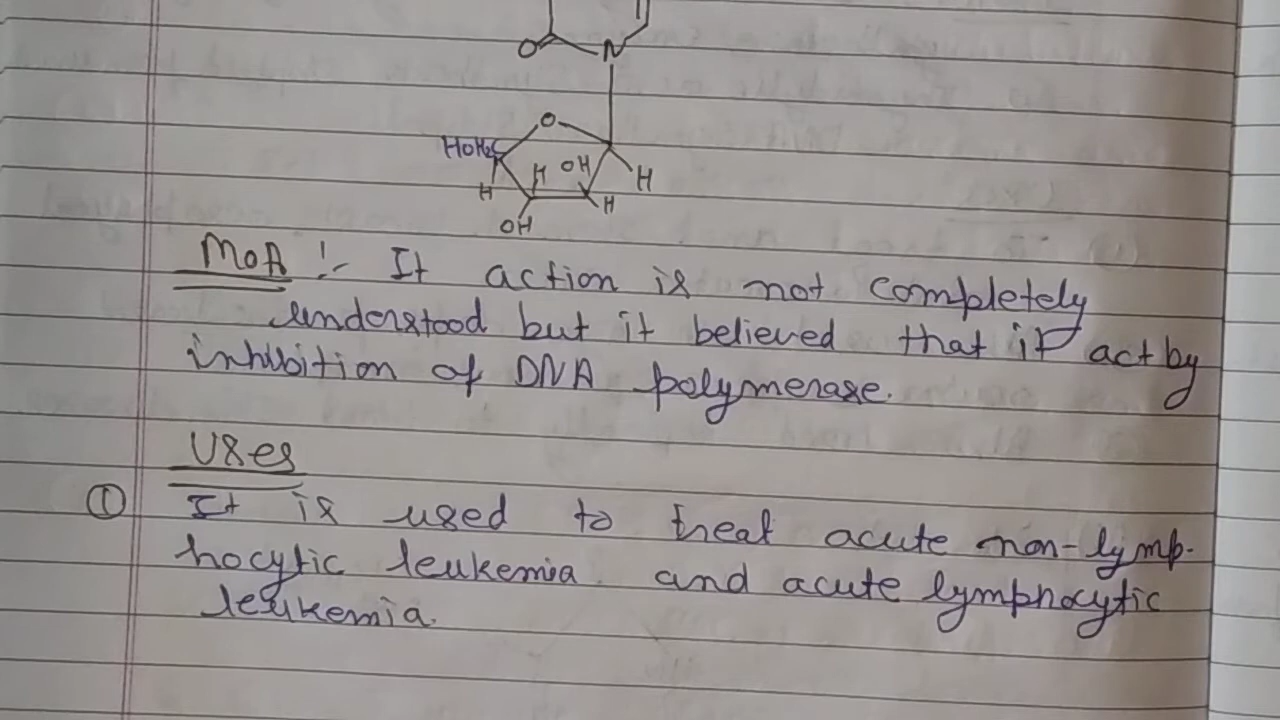 O N
O
HOH₂C OH H
H H
H
OH
MOA :- It action is not completely
understood but it believed that it act by
inhibition of DNA polymerase.
Uses
① It is used to treat acute non-lymp-
hocytic leukemia and acute lymphocytic
leukemia.